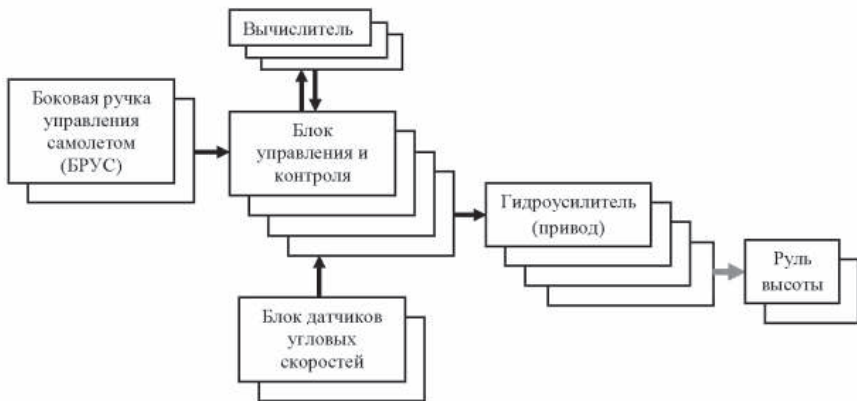 Вычислитель
Боковая ручка
управления
самолетом
(БРУС)
Блок
управления и
контроля
Гидроусилитель
(привод)
Руль
высоты
Блок датчиков
угловых
скоростей